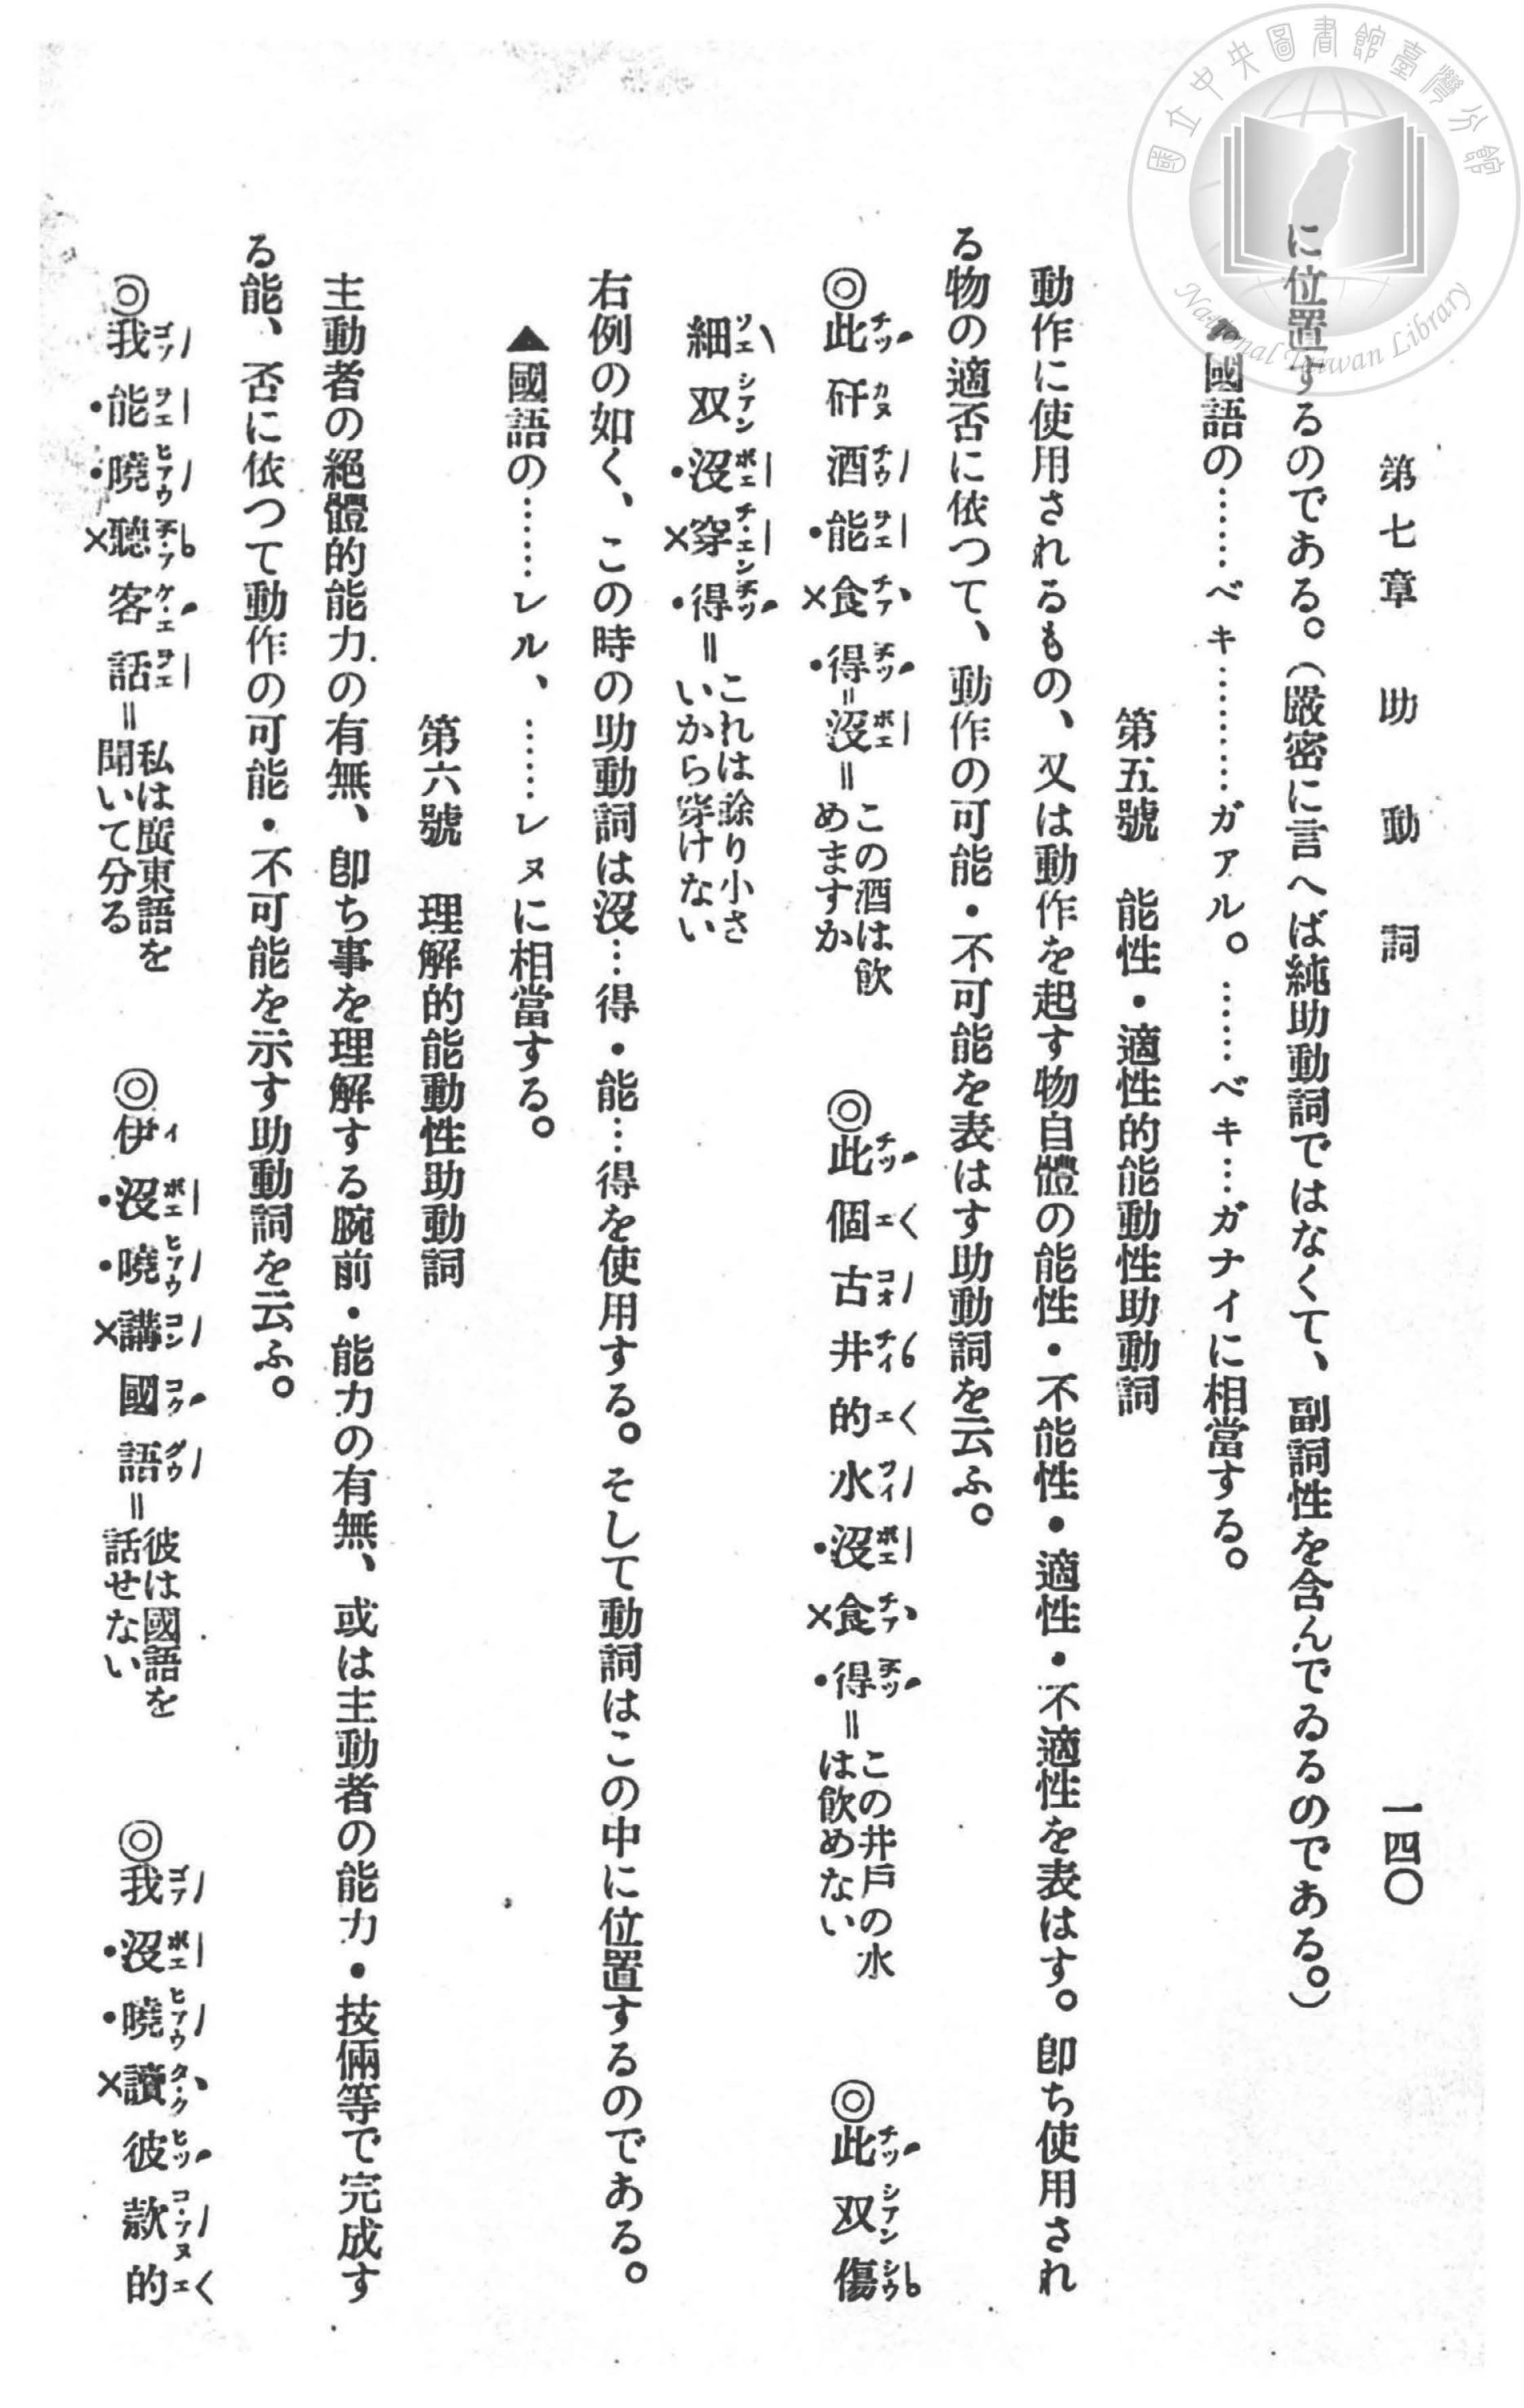 第七章 助動詞 一四〇
に位置するのである。(嚴密に言へば純助動詞ではなくて、副詞性を含んでゐるのである。)
▲國語の……ベキ………ガアル。……ベキ…ガナイに相當する。
第五號 能性・適性的能動性助動詞
動作に使用されるもの、又は動作を起す物自體の能性・不能性・適性・不適性を表はす。卽ち使用され
る物の適否に依つて、動作の可能・不可能を表はす助動詞を云ふ。
◎此矸酒能食得=沒=この酒は飮めますか ◎此個古井的水沒食得=この井戶の水は飮めない ◎此双傷
細双沒穿得=これは餘り小さいから穿けない
右例の如く、この時の助動詞は沒…得・能…得を使用する。そして動詞はこの中に位置するのである。
▲國語の……レル、……レヌに相當する。
第六號 理解的能動性助動詞
主動者の絕體的能力の有無、卽ち事を理解する腕前・能力の有無、或は主動者の能力・技倆等で完成す
る能、否に依つて動作の可能・不可能を示す助動詞を云ふ。
◎我能曉聽客話=私は廣東語を聞いて分る ◎伊沒曉講國語=彼は國語を話せない ◎我沒曉讀彼款的
國立中央圖書館臺灣分館
National Taiwan Library